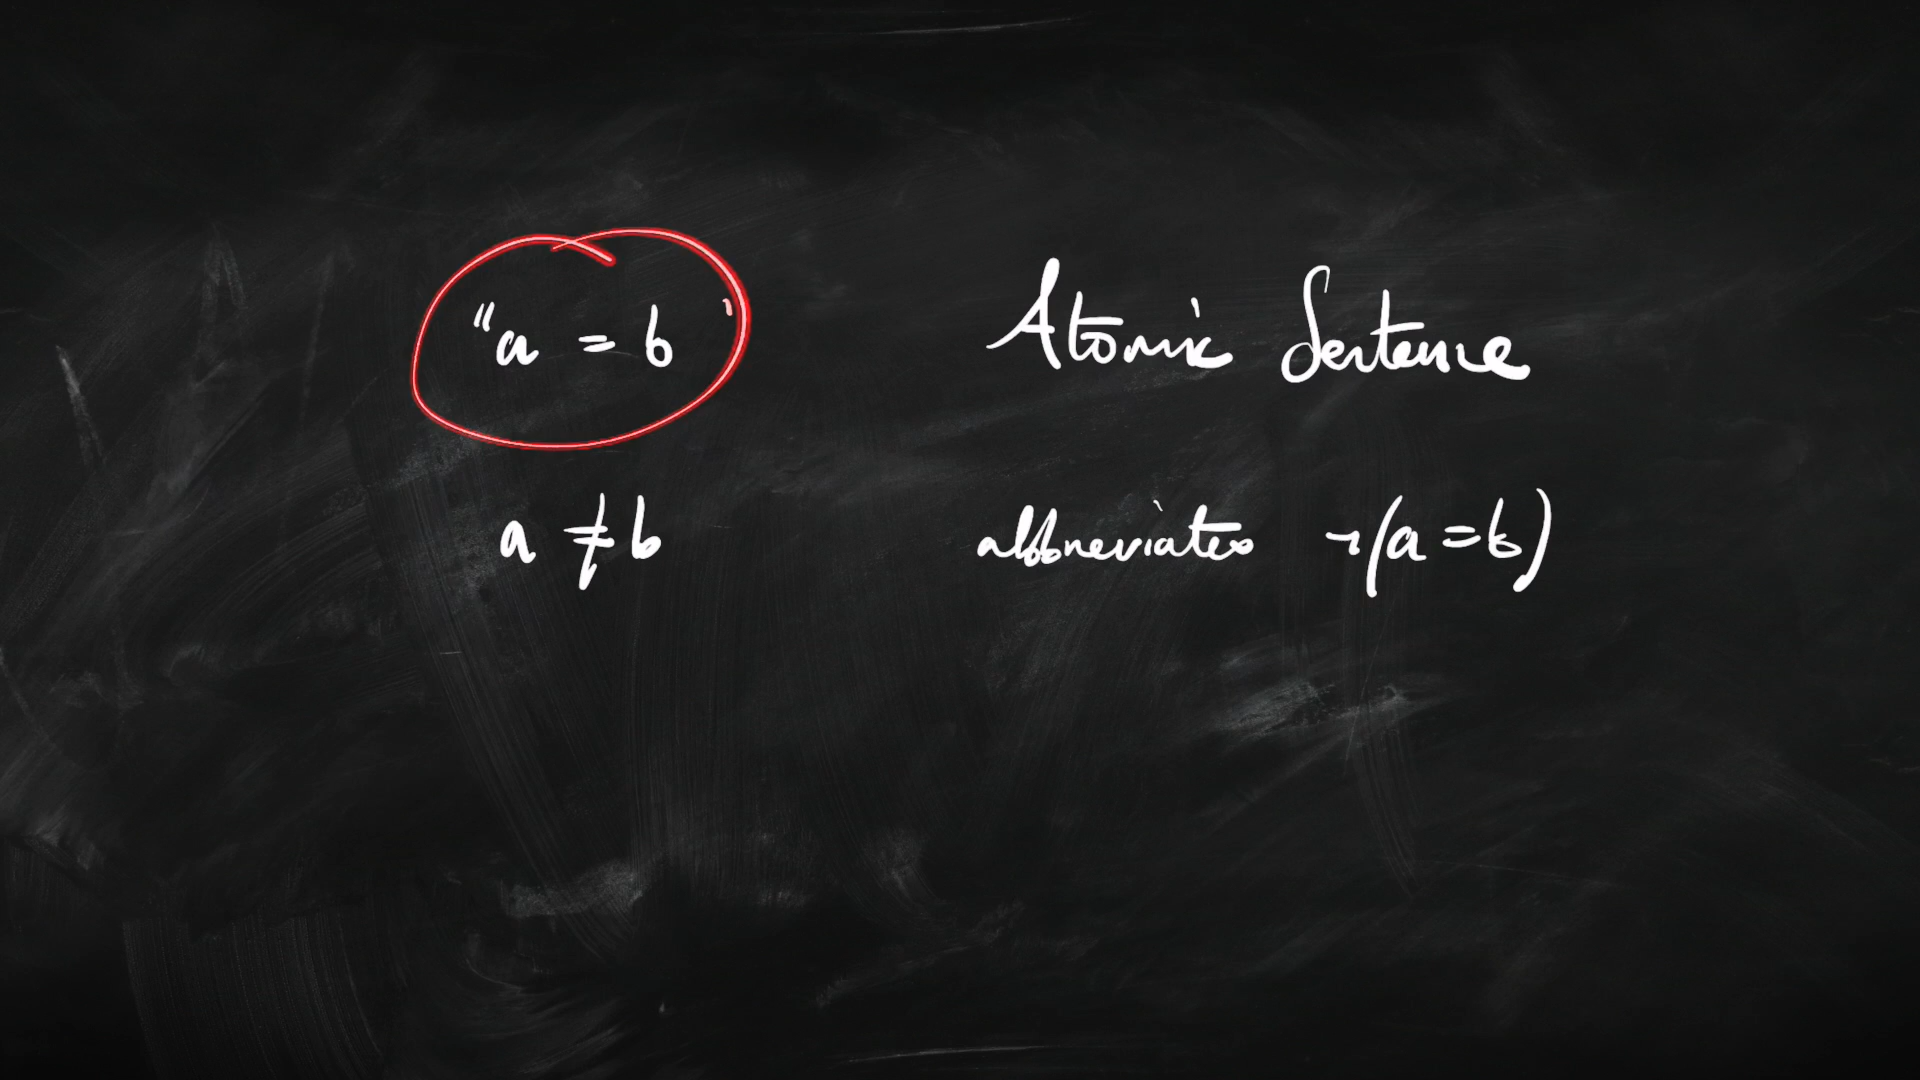 "a = b' Atomic Sentence
a ≠ b abbreviates ¬(a = b)